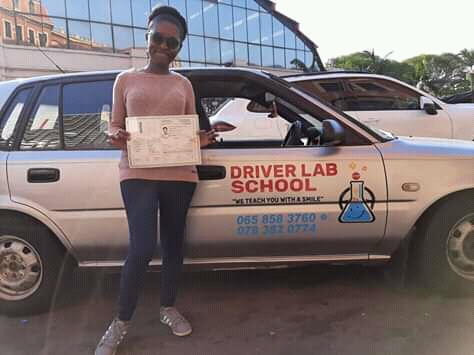 DRIVER LAB
SCHOOL
"WE TEACH YOU WITH A SMILE"
065 858 3760
078 382 0774